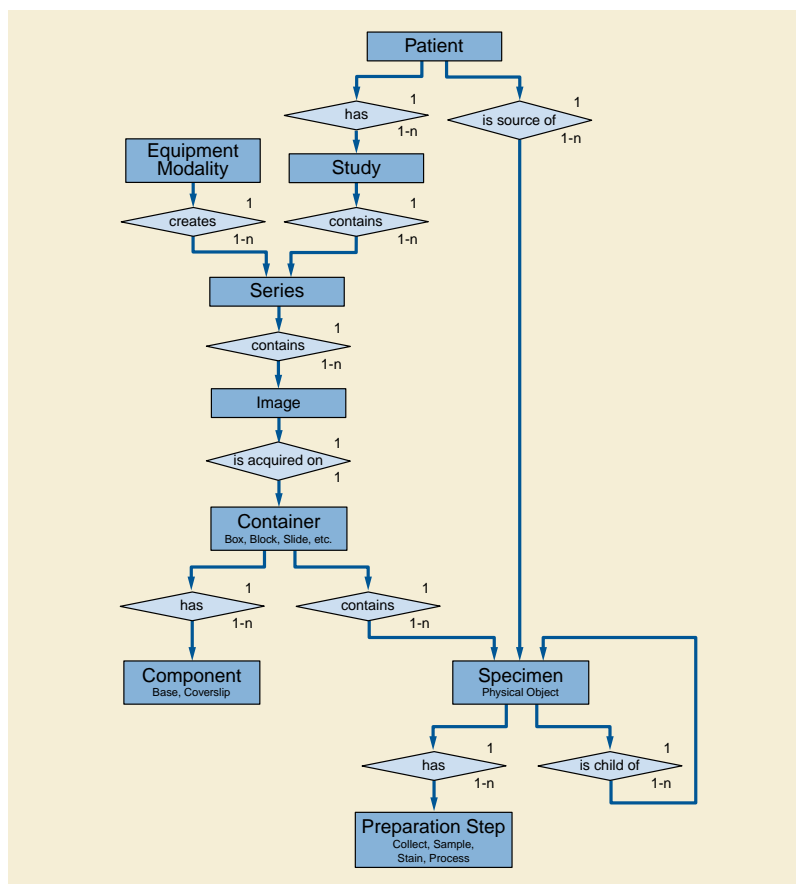 Patient
1
has
1-n
1
is source of
1-n
Equipment
Modality
Study
1
creates
1-n
1
contains
1-n
Series
1
contains
1-n
Image
1
is acquired on
1
Container
Box, Block, Slide, etc.
1
has
1-n
1
contains
1-n
Component
Base, Coverslip
Specimen
Physical Object
1
has
1-n
1
is child of
1-n
Preparation Step
Collect, Sample,
Stain, Process